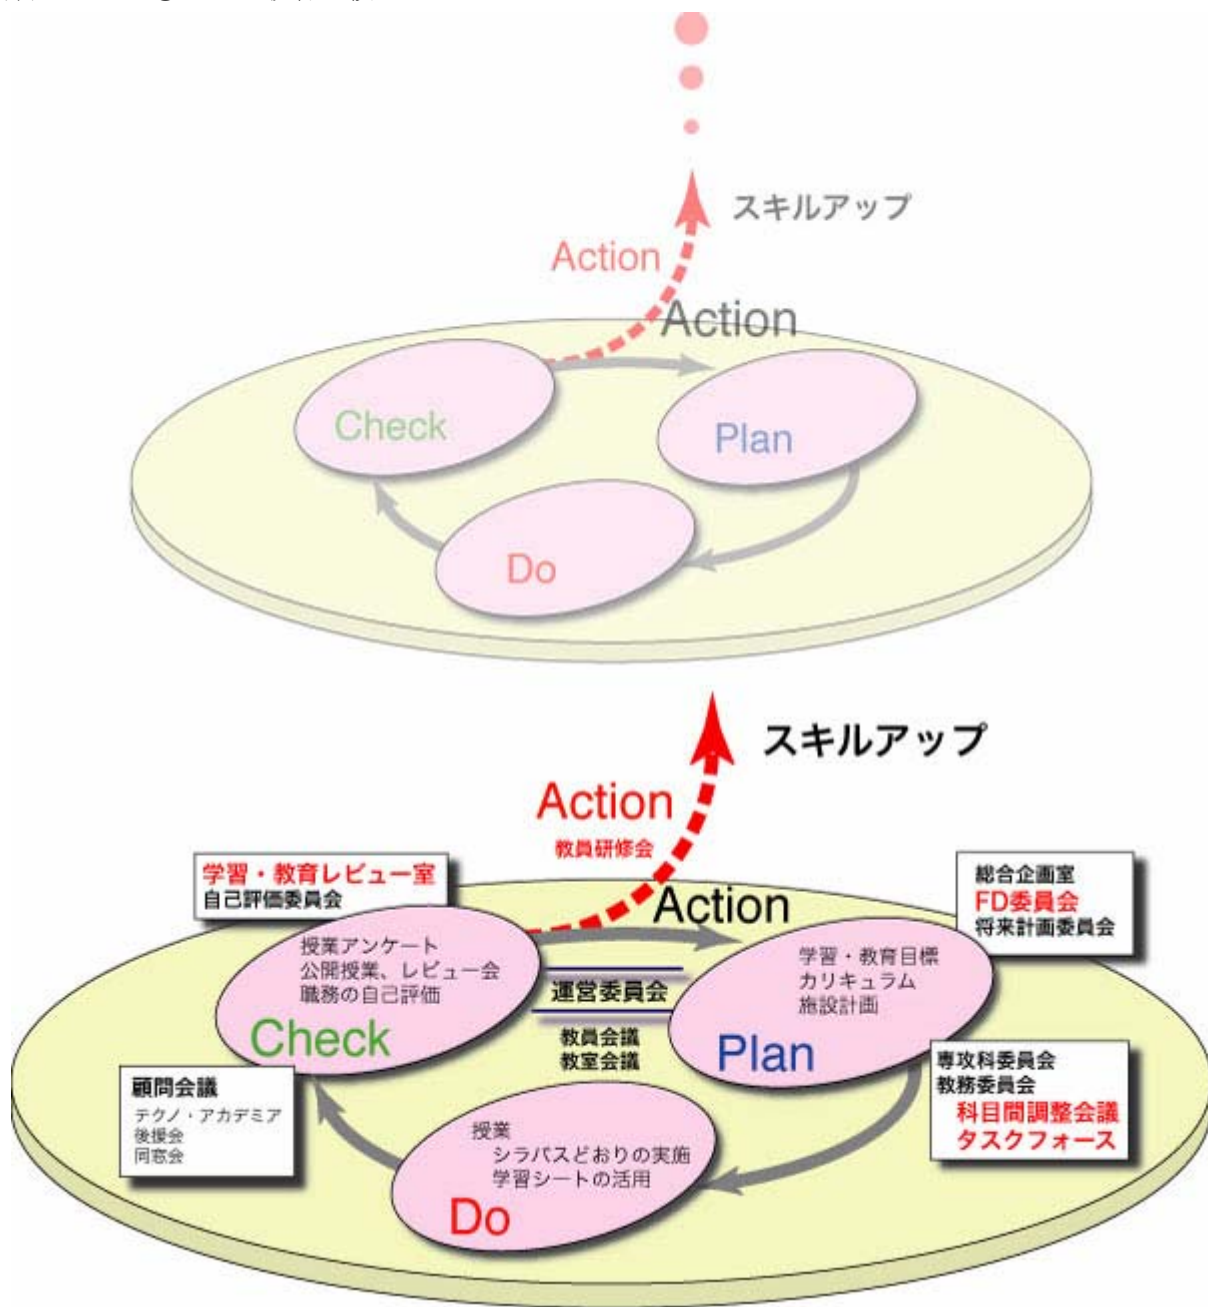 スキルアップ
Action
Action
Check
Plan
Do
スキルアップ
Action
教員研修会
学習・教育レビュー室
自己評価委員会
Action
総合企画室
FD委員会
将来計画委員会
授業アンケート
公開授業、レビュー会
職務の自己評価
Check
運営委員会
教員会議
教室会議
学習・教育目標
カリキュラム
施設計画
Plan
専攻科委員会
教務委員会
科目間調整会議
タスクフォース
顧問会議
テクノ・アカデミア
後援会
同窓会
授業
シラバスどおりの実施
学習シートの活用
Do